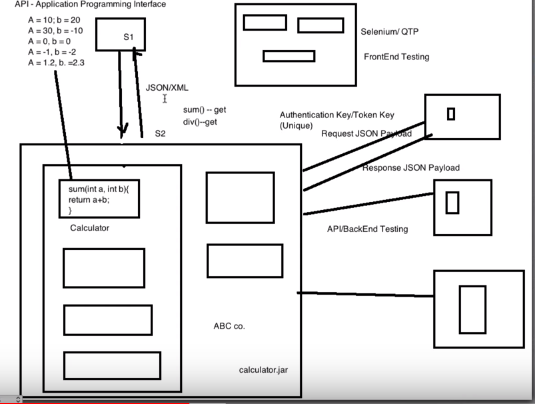 API - Application Programming Interface
A = 10; b = 20
A = 30, b = -10
A = 0, b = 0
A = -1, b = -2
A = 1.2, b. =2.3
S1
Selenium/ QTP
FrontEnd Testing
JSON/XML
sum() -- get
div()--get
S2
Authentication Key/Token Key
(Unique)
Request JSON Payload
Response JSON Payload
sum(int a, int b){
return a+b;
}
Calculator
API/BackEnd Testing
ABC co.
calculator.jar